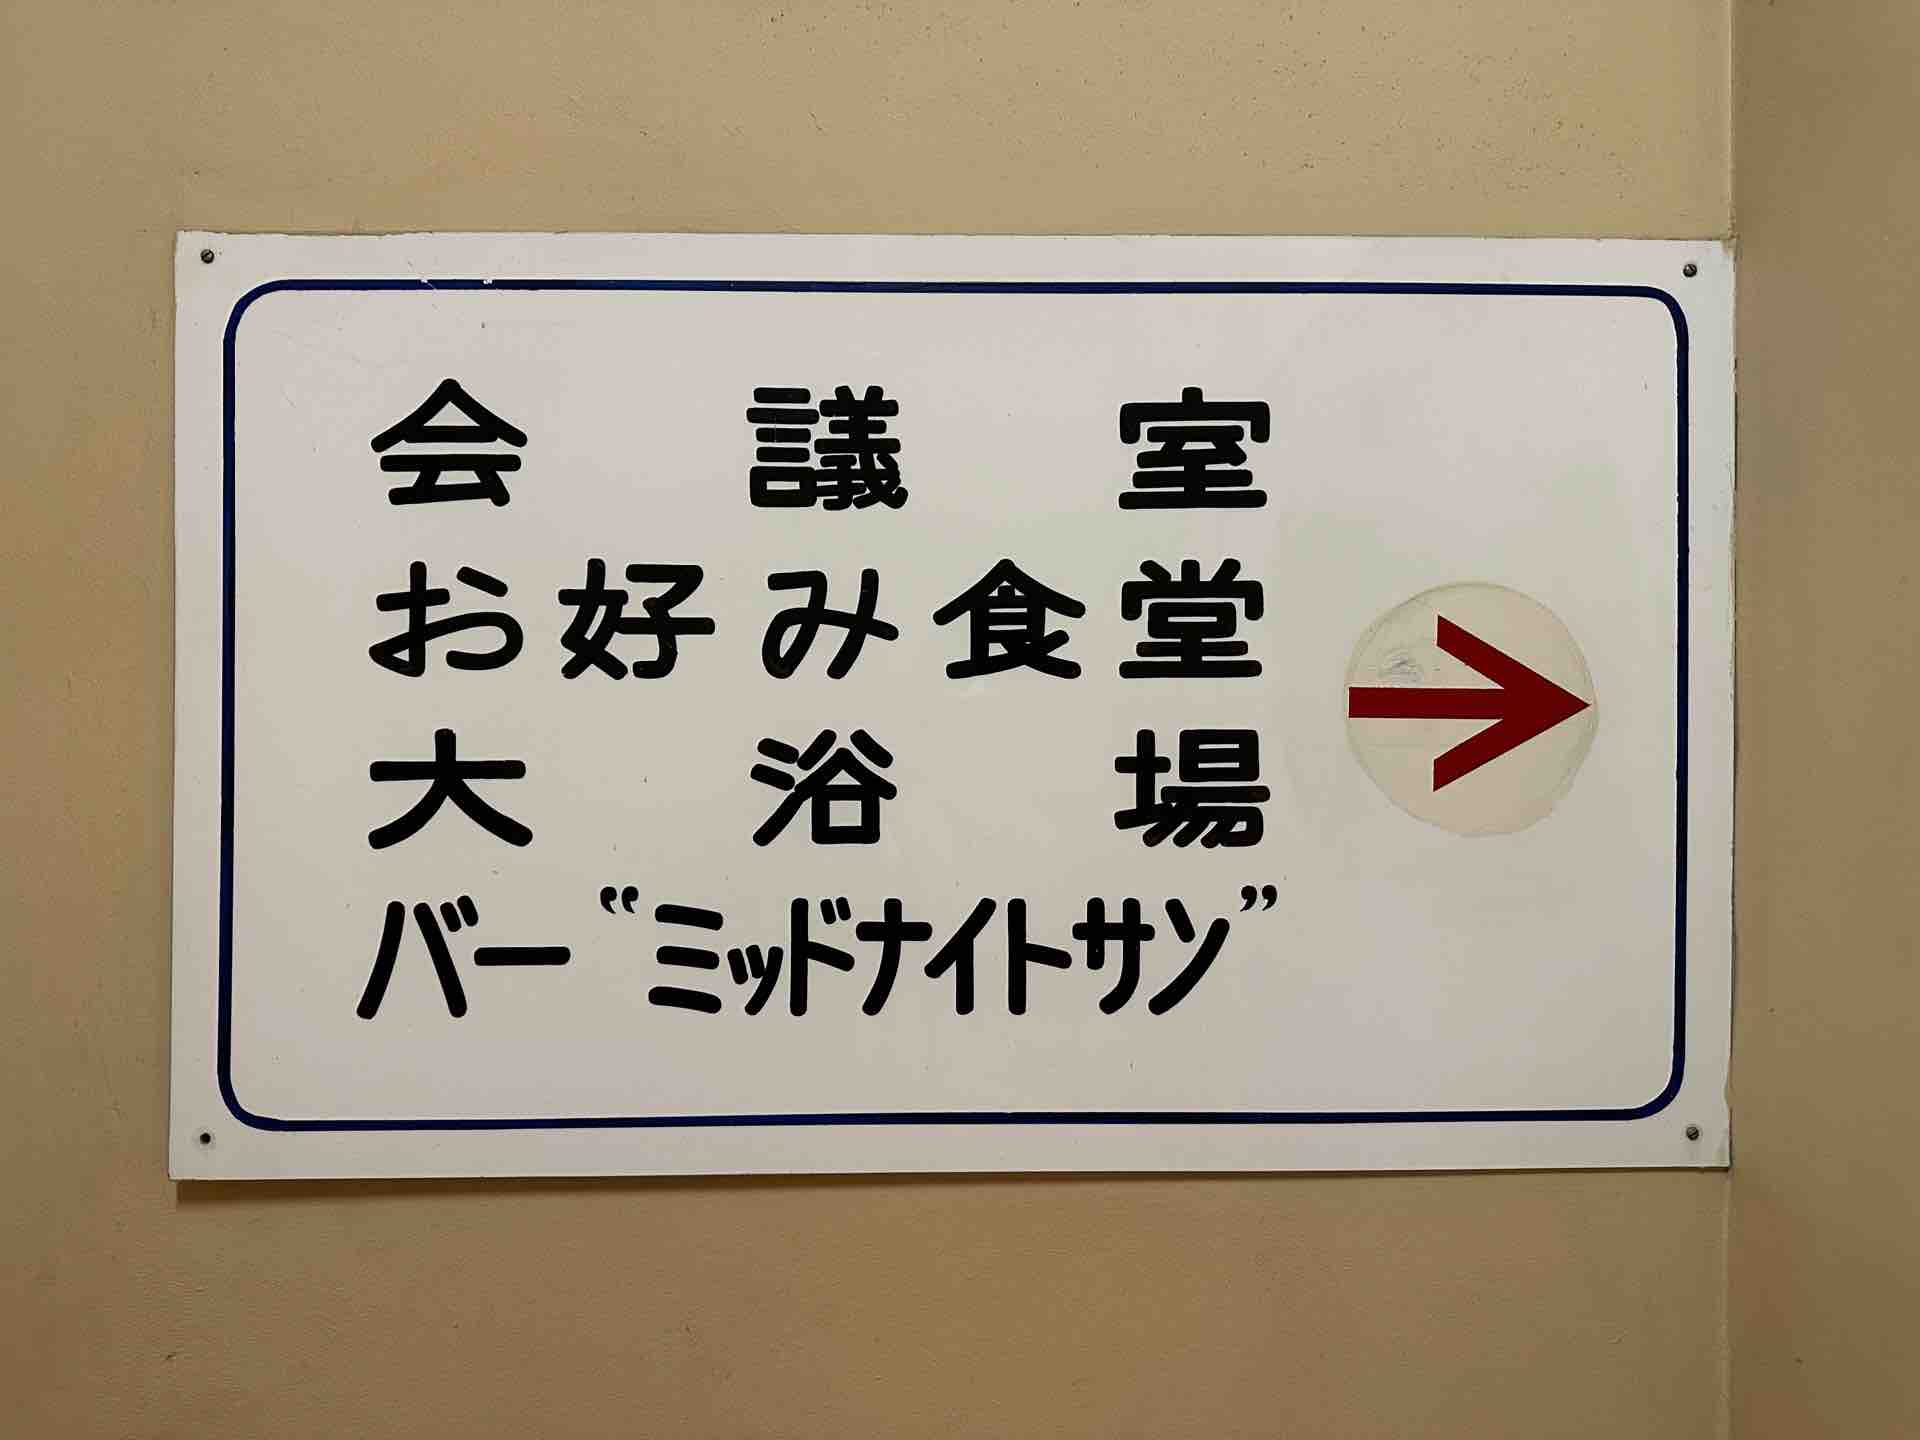 会議室
お好み食堂
大浴場
バー“ミッドナイトサン”